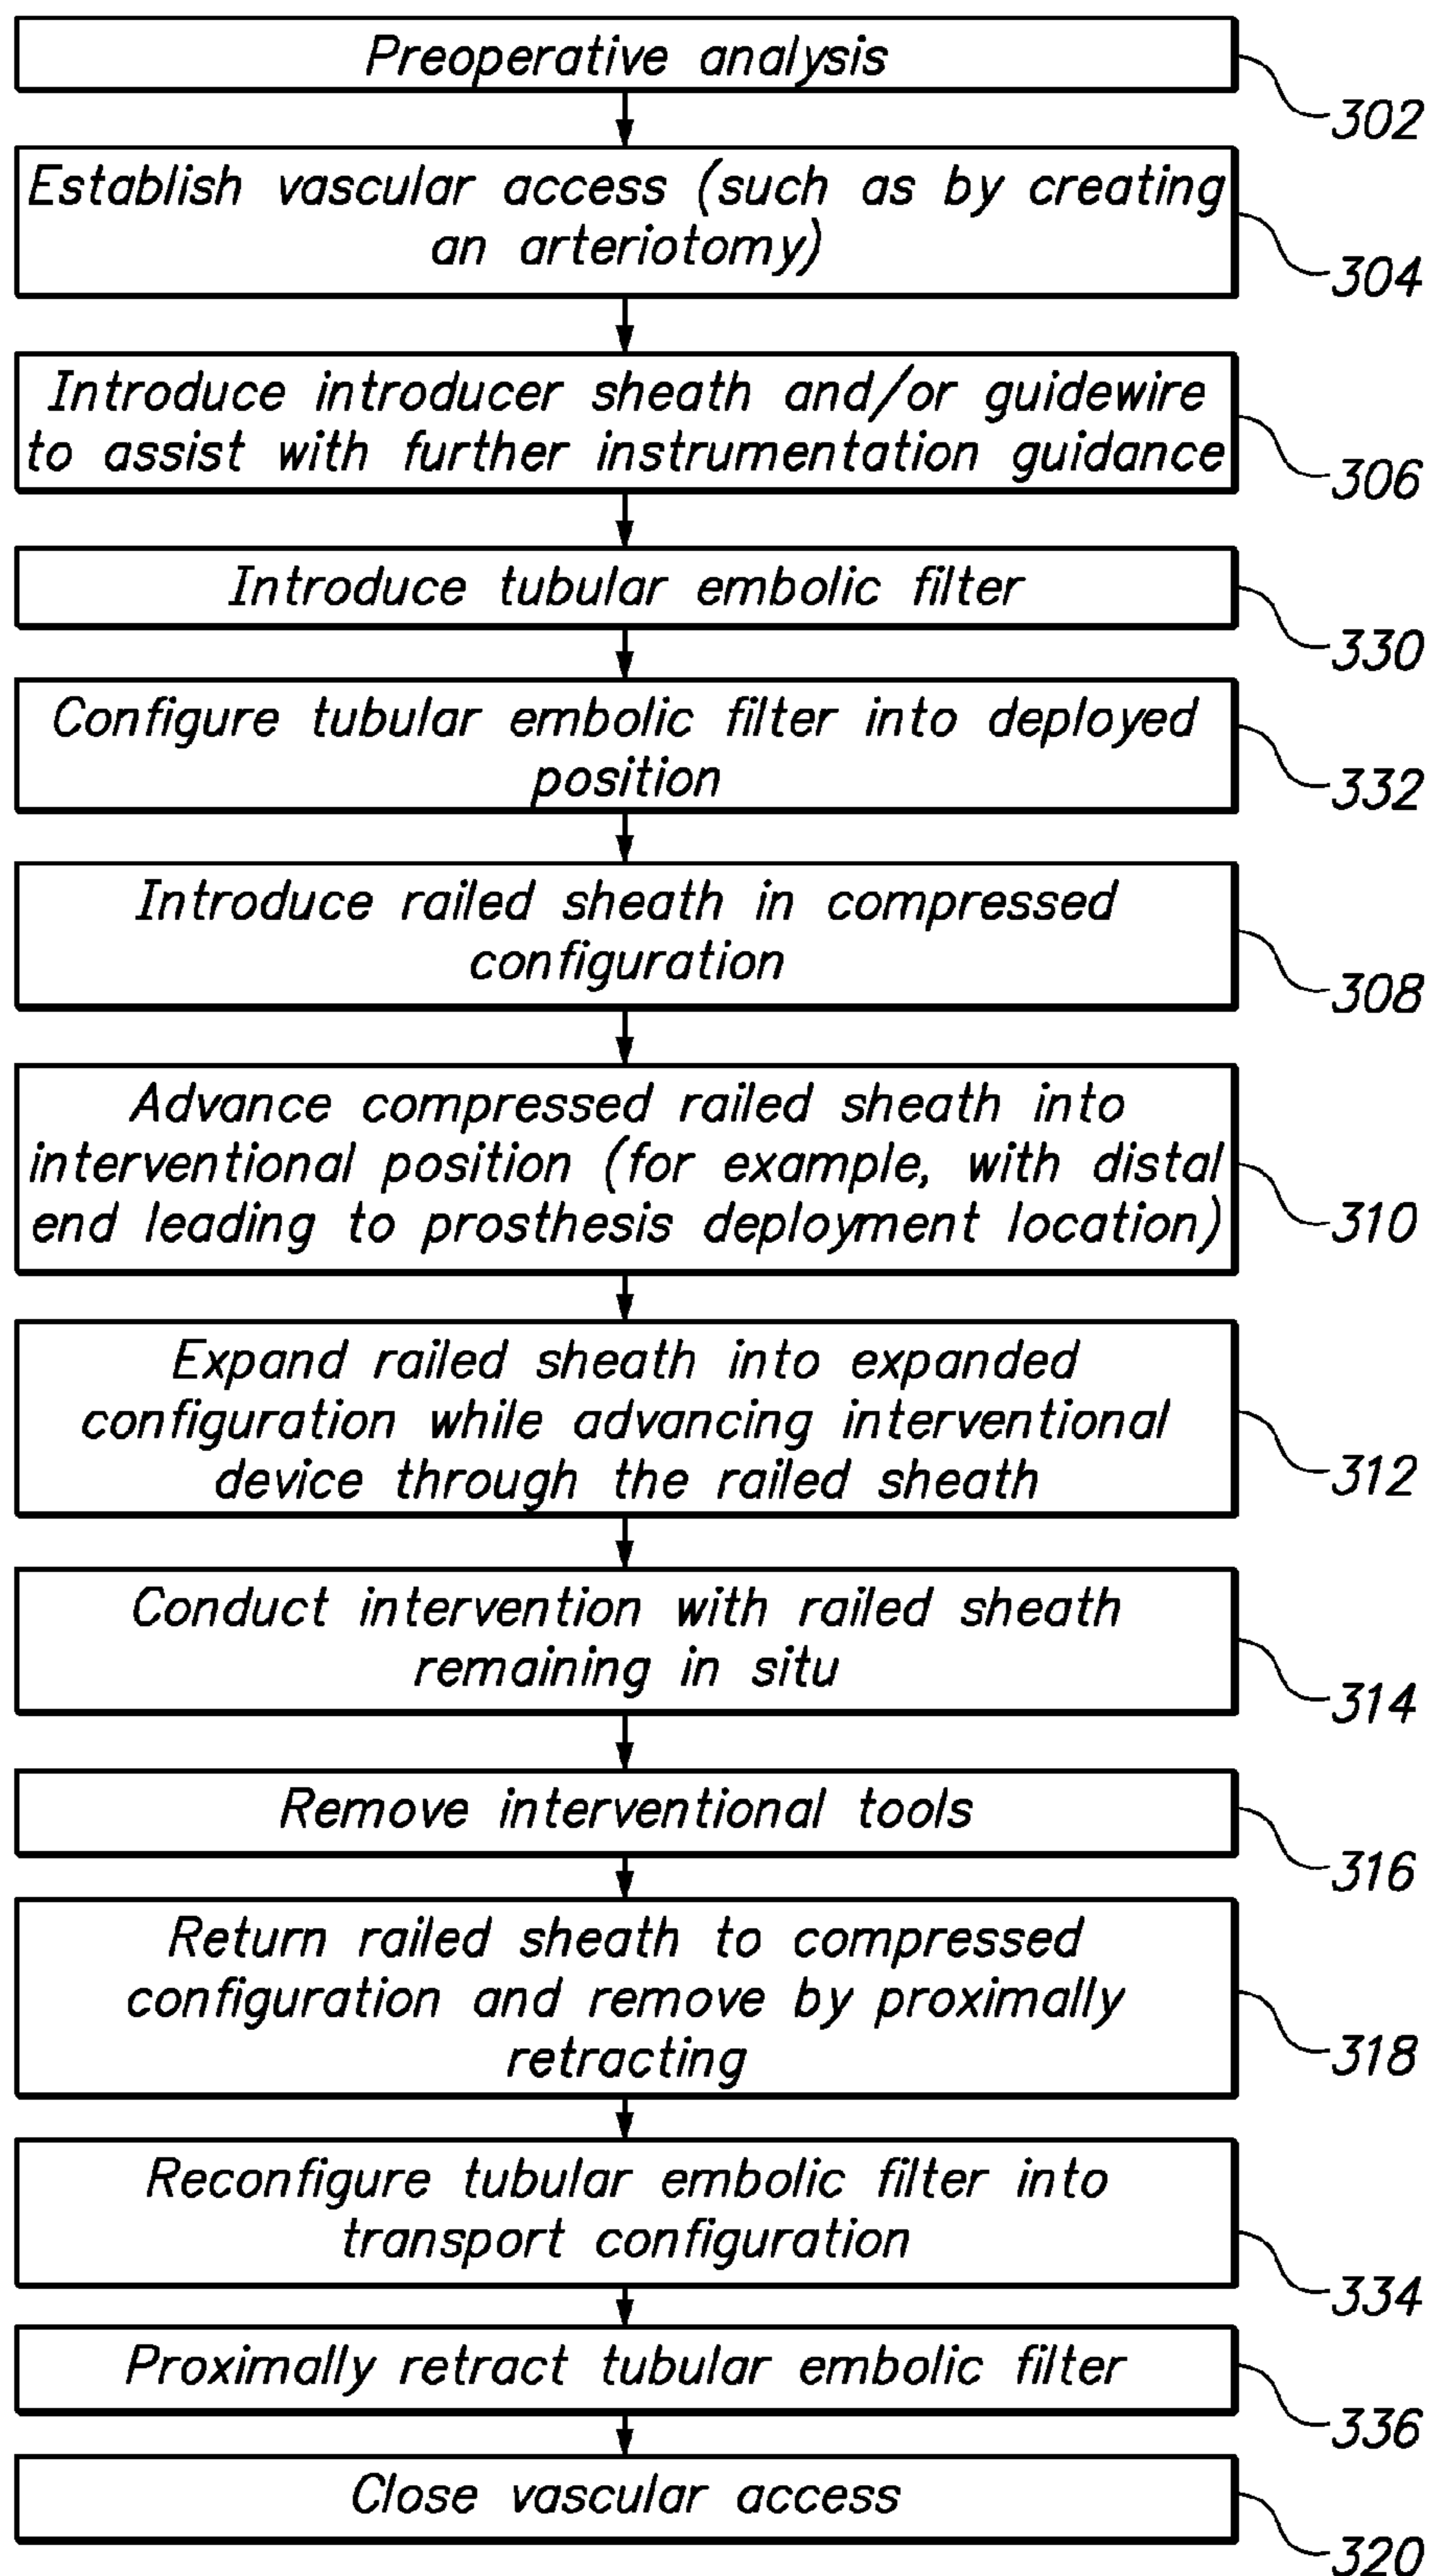 Preoperative analysis
302
Establish vascular access (such as by creating
an arteriotomy)
304
Introduce introducer sheath and/or guidewire
to assist with further instrumentation guidance
306
Introduce tubular embolic filter
330
Configure tubular embolic filter into deployed
position
332
Introduce railed sheath in compressed
configuration
308
Advance compressed railed sheath into
interventional position (for example, with distal
end leading to prosthesis deployment location)
310
Expand railed sheath into expanded
configuration while advancing interventional
device through the railed sheath
312
Conduct intervention with railed sheath
remaining in situ
314
Remove interventional tools
316
Return railed sheath to compressed
configuration and remove by proximally
retracting
318
Reconfigure tubular embolic filter into
transport configuration
334
Proximally retract tubular embolic filter
336
Close vascular access
320